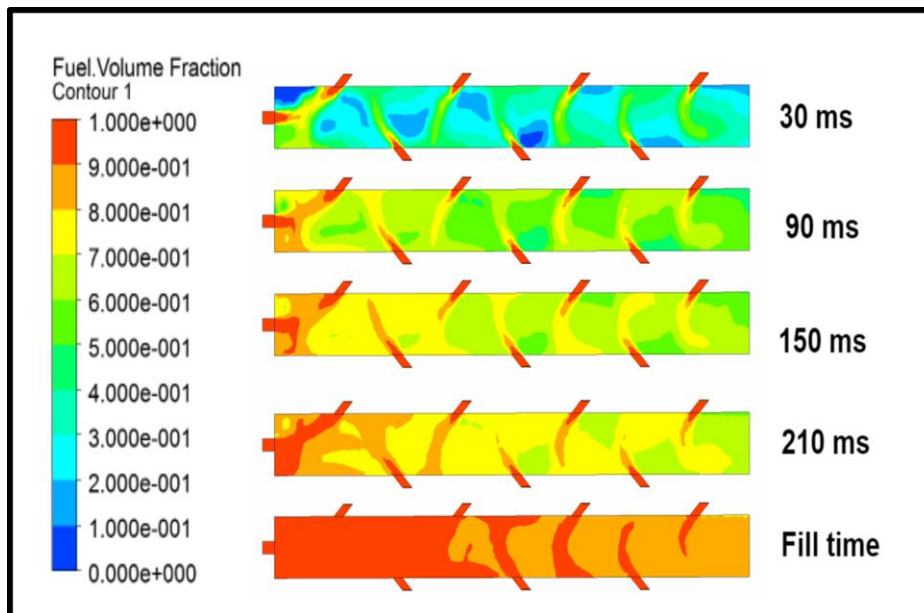 Fuel.Volume Fraction
Contour 1
1.000e+000
9.000e-001
8.000e-001
7.000e-001
6.000e-001
5.000e-001
4.000e-001
3.000e-001
2.000e-001
1.000e-001
0.000e+000
30 ms
90 ms
150 ms
210 ms
Fill time